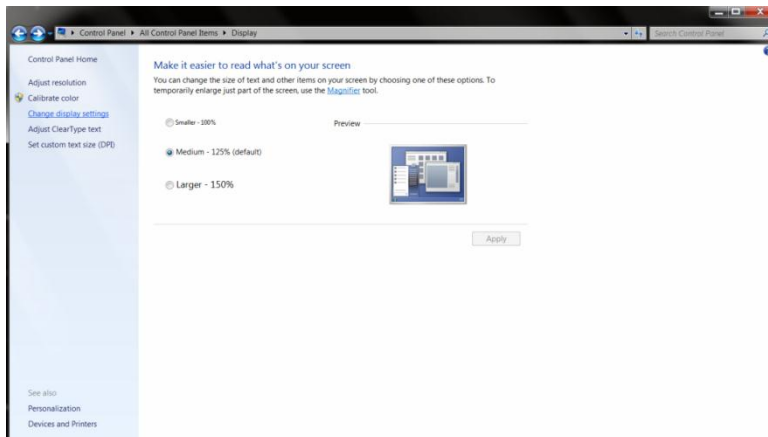 Control Panel ▸ All Control Panel Items ▸ Display
Search Control Panel
Control Panel Home
Adjust resolution
Calibrate color
Change display settings
Adjust ClearType text
Set custom text size (DPI)
Make it easier to read what's on your screen
You can change the size of text and other items on your screen by choosing one of these options. To
temporarily enlarge just part of the screen, use the Magnifier tool.
Smaller - 100%
Preview
Medium - 125% (default)
Larger - 150%
Apply
See also
Personalization
Devices and Printers